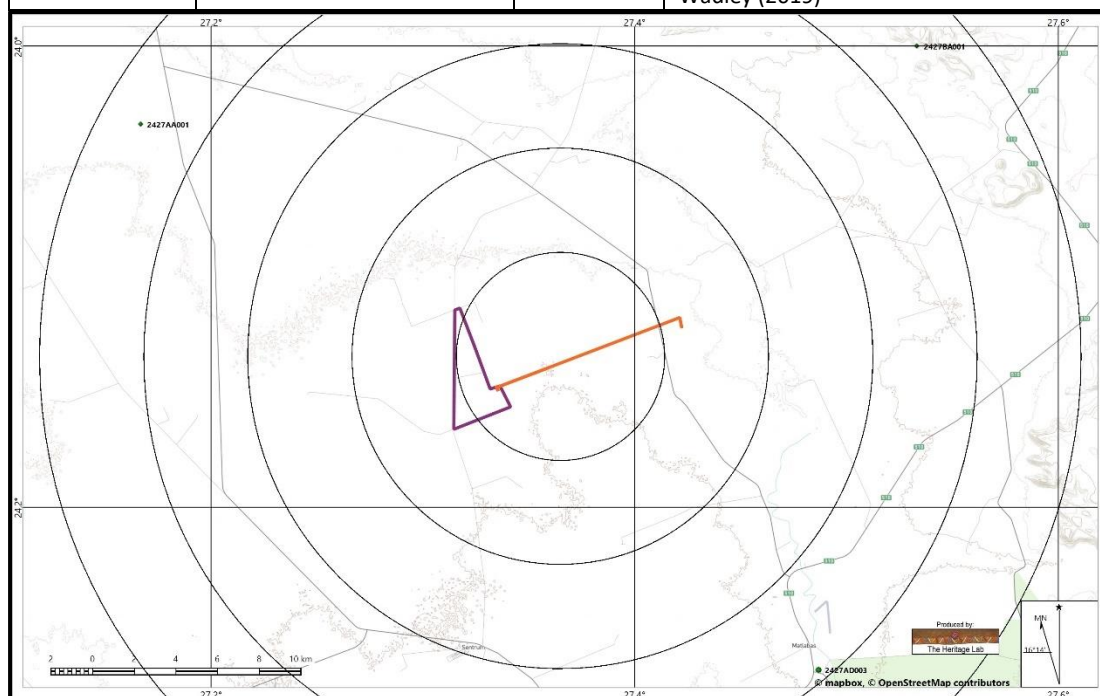 Wadley (2019)
27,2°
27,4°
27,6°
24,0°
2427BA001
2427AA001
24,2°
Sentrum
Matlabas
2427AD003
2 0 2 4 6 8 10 km
Produced by:
The Heritage Lab
MN
16°14'
© mapbox, © OpenStreetMap contributors
27,2°
27,4°
27,6°